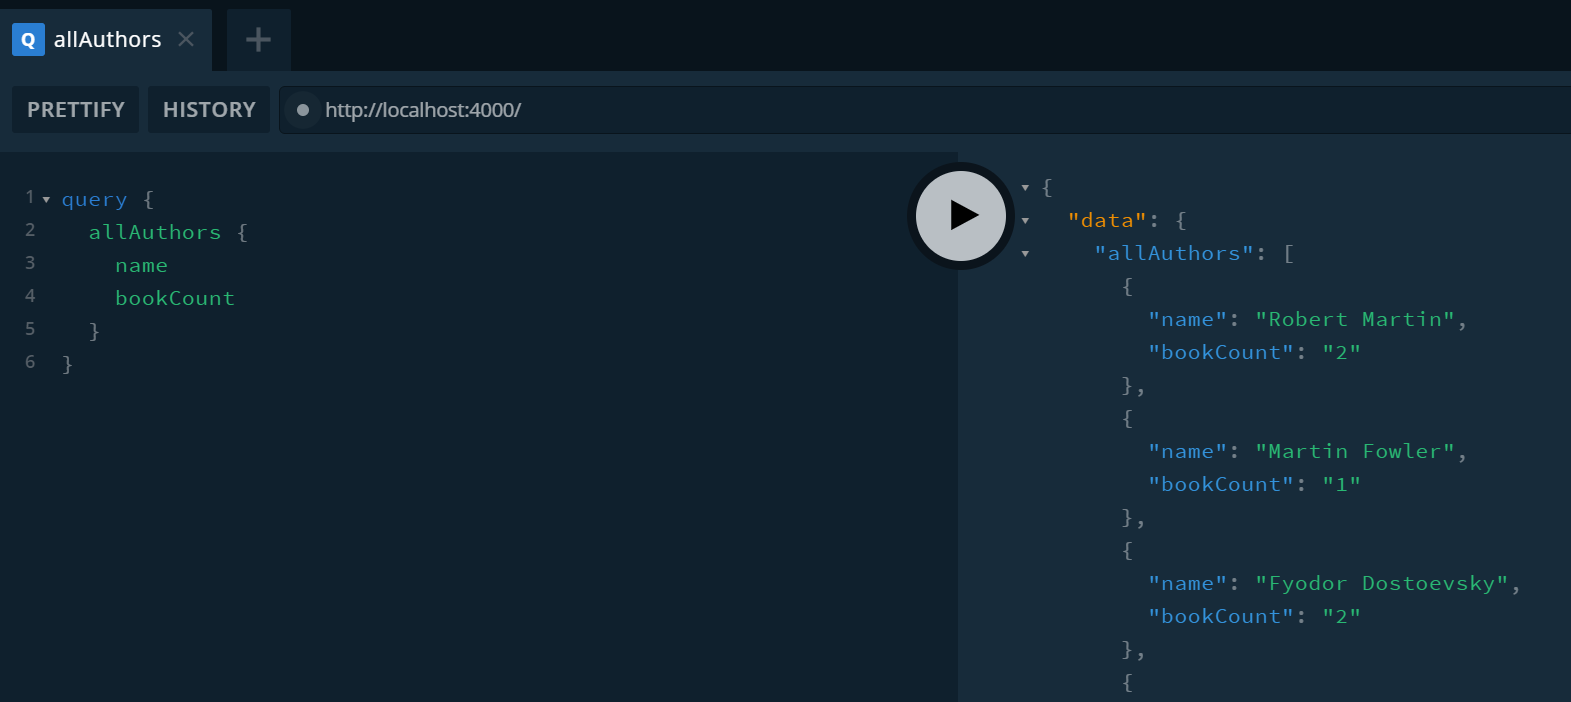 Q allAuthors × +
PRETTIFY HISTORY http://localhost:4000/
1 query {
2 allAuthors {
3 name
4 bookCount
5 }
6 }
{
"data": {
"allAuthors": [
{
"name": "Robert Martin",
"bookCount": "2"
},
{
"name": "Martin Fowler",
"bookCount": "1"
},
{
"name": "Fyodor Dostoevsky",
"bookCount": "2"
},
{